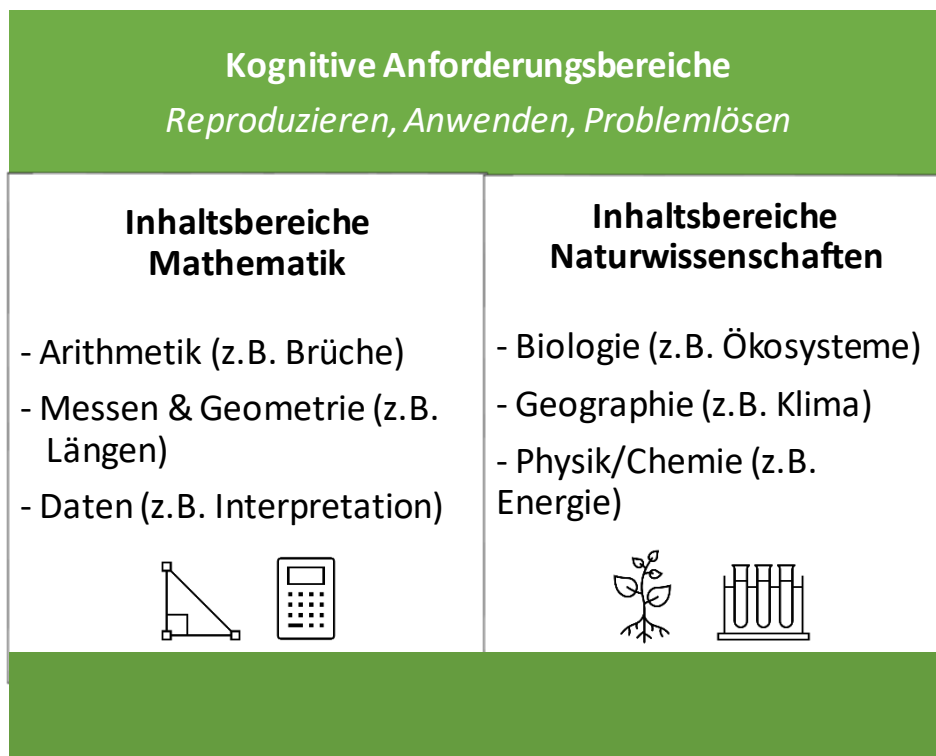 Kognitive Anforderungsbereiche
Reproduzieren, Anwenden, Problemlösen
Inhaltsbereiche
Mathematik
- Arithmetik (z.B. Brüche)
- Messen & Geometrie (z.B.
Längen)
- Daten (z.B. Interpretation)
Inhaltsbereiche
Naturwissenschaften
- Biologie (z.B. Ökosysteme)
- Geographie (z.B. Klima)
- Physik/Chemie (z.B.
Energie)